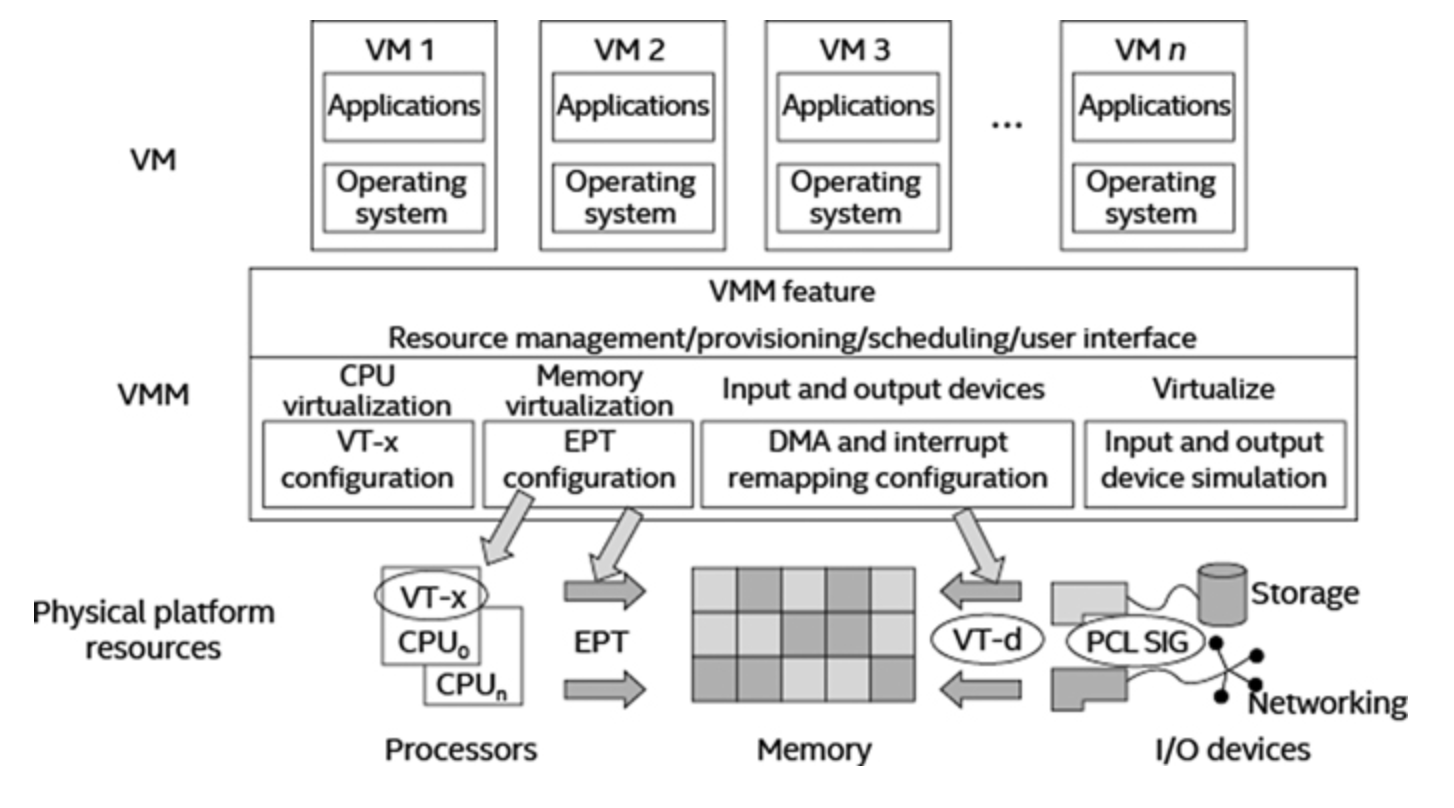 VM 1
VM 2
VM 3
VM n
Applications
Applications
Applications
...
Applications
VM
Operating
system
Operating
system
Operating
system
Operating
system
VMM feature
Resource management/provisioning/scheduling/user interface
VMM
CPU
virtualization
Memory
virtualization
Input and output devices
Virtualize
VT-x
configuration
EPT
configuration
DMA and interrupt
remapping configuration
Input and output
device simulation
Physical platform
resources
VT-x
CPU0
CPUn
EPT
VT-d
PCL SIG
Storage
Networking
Processors
Memory
I/O devices